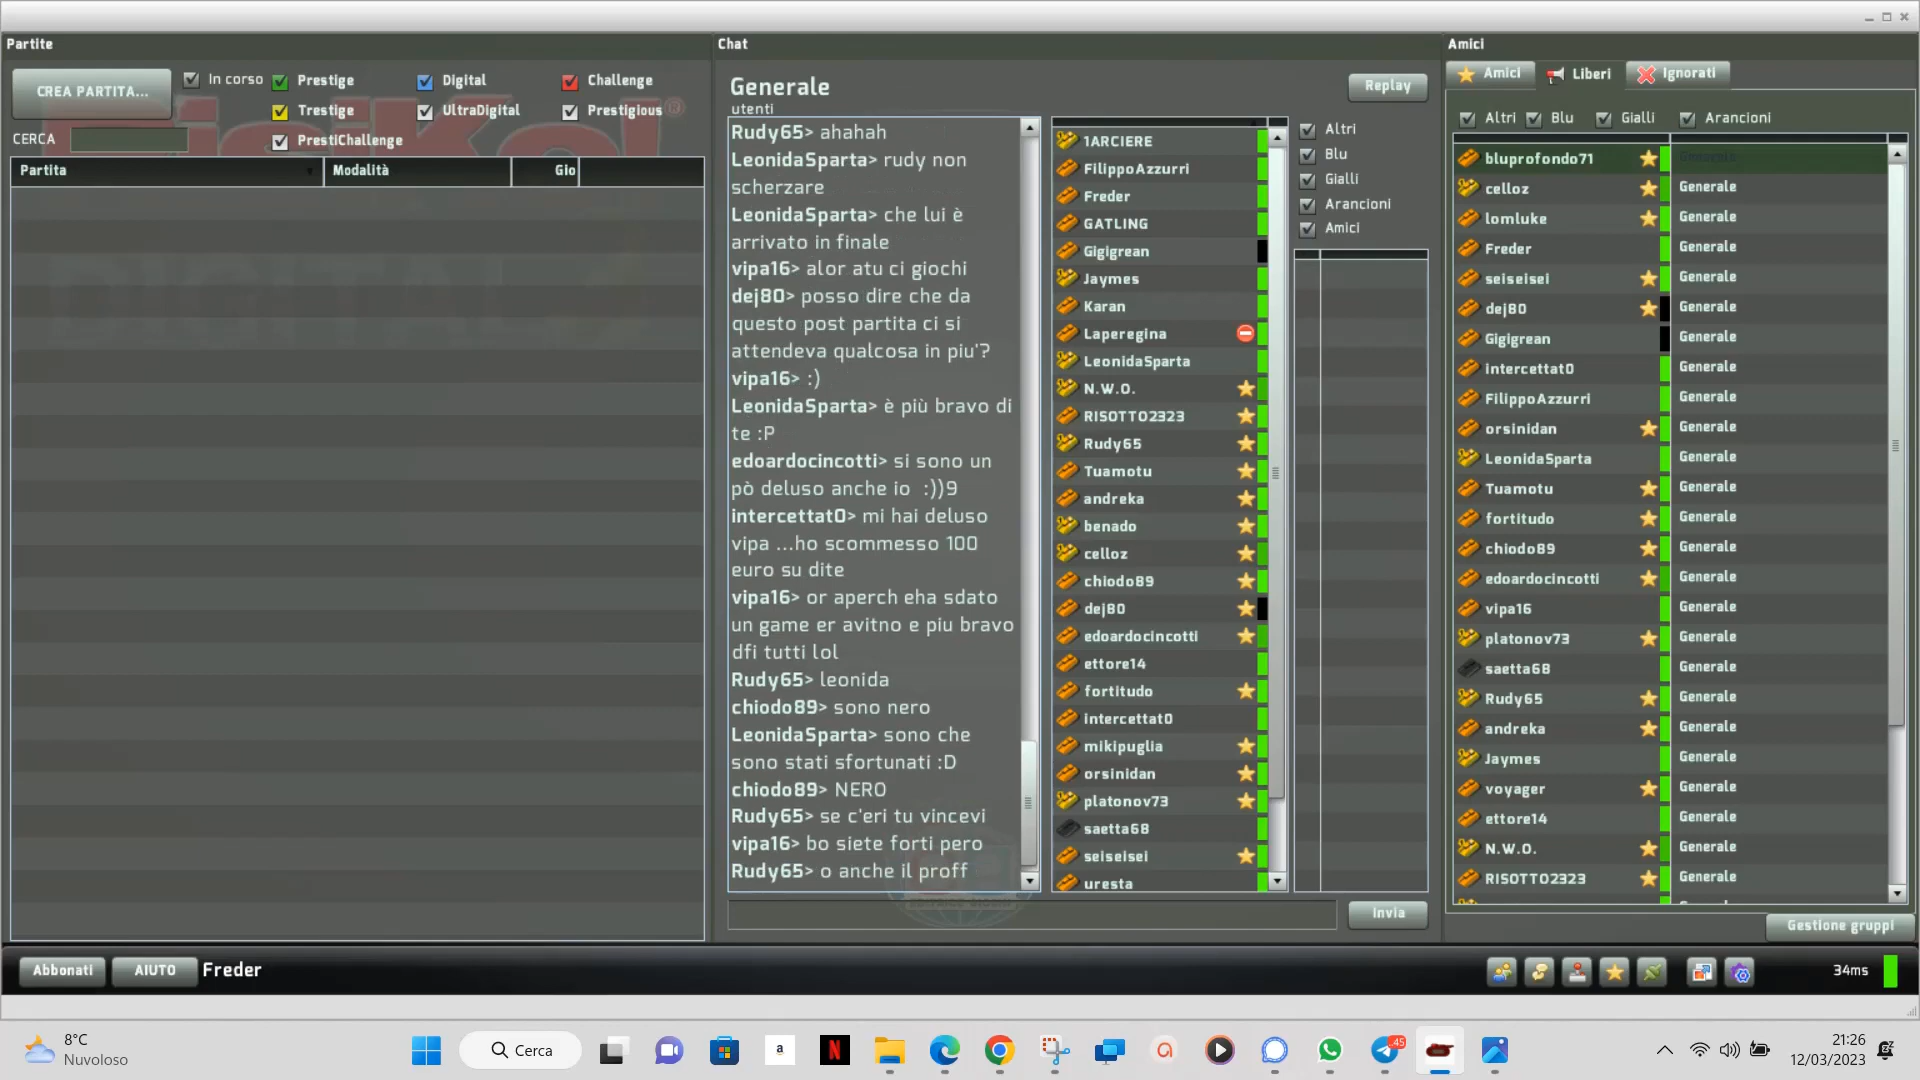 Partite
Chat
Amici
CREA PARTITA...
In corso
Prestige
Digital
Challenge
Trestige
UltraDigital
Prestigious
PrestiChallenge
CERCA
Partita
Modalità
Gio
DIGITAL
Generale
utenti
Replay
Rudy65> ahahah
LeonidaSparta> rudy non
scherzare
LeonidaSparta> che lui è
arrivato in finale
vipa16> alor atu ci giochi
dej80> posso dire che da
questo post partita ci si
attendeva qualcosa in piu'?
vipa16> :)
LeonidaSparta> è più bravo di
te :P
edoardocincotti> si sono un
pò deluso anche io  :))9
intercettat0> mi hai deluso
vipa ...ho scommesso 100
euro su dite
vipa16> or aperch eha sdato
un game er avitno e piu bravo
dfi tutti lol
Rudy65> leonida
chiodo89> sono nero
LeonidaSparta> sono che
sono stati sfortunati :D
chiodo89> NERO
Rudy65> se c'eri tu vincevi
vipa16> bo siete forti pero
Rudy65> o anche il proff
1ARCIERE
FilippoAzzurri
Freder
GATLING
Gigigrean
Jaymes
Karan
Laperegina
LeonidaSparta
N.W.O.
RISOTTO2323
Rudy65
Tuamotu
andreka
benado
celloz
chiodo89
dej80
edoardocincotti
ettore14
fortitudo
intercettat0
mikipuglia
orsinidan
platonov73
saetta68
seiseisei
uresta
Altri
Blu
Gialli
Arancioni
Amici
Invia
Amici
Liberi
Ignorati
Altri
Blu
Gialli
Arancioni
bluprofondo71 Generale
celloz Generale
lomluke Generale
Freder Generale
seiseisei Generale
dej80 Generale
Gigigrean Generale
intercettat0 Generale
FilippoAzzurri Generale
orsinidan Generale
LeonidaSparta Generale
Tuamotu Generale
fortitudo Generale
chiodo89 Generale
edoardocincotti Generale
vipa16 Generale
platonov73 Generale
saetta68 Generale
Rudy65 Generale
andreka Generale
Jaymes Generale
voyager Generale
ettore14 Generale
N.W.O. Generale
RISOTTO2323 Generale
Gestione gruppi
Abbonati
AIUTO
Freder
34ms
8°C
Nuvoloso
Cerca
a
N
45
21:26
12/03/2023